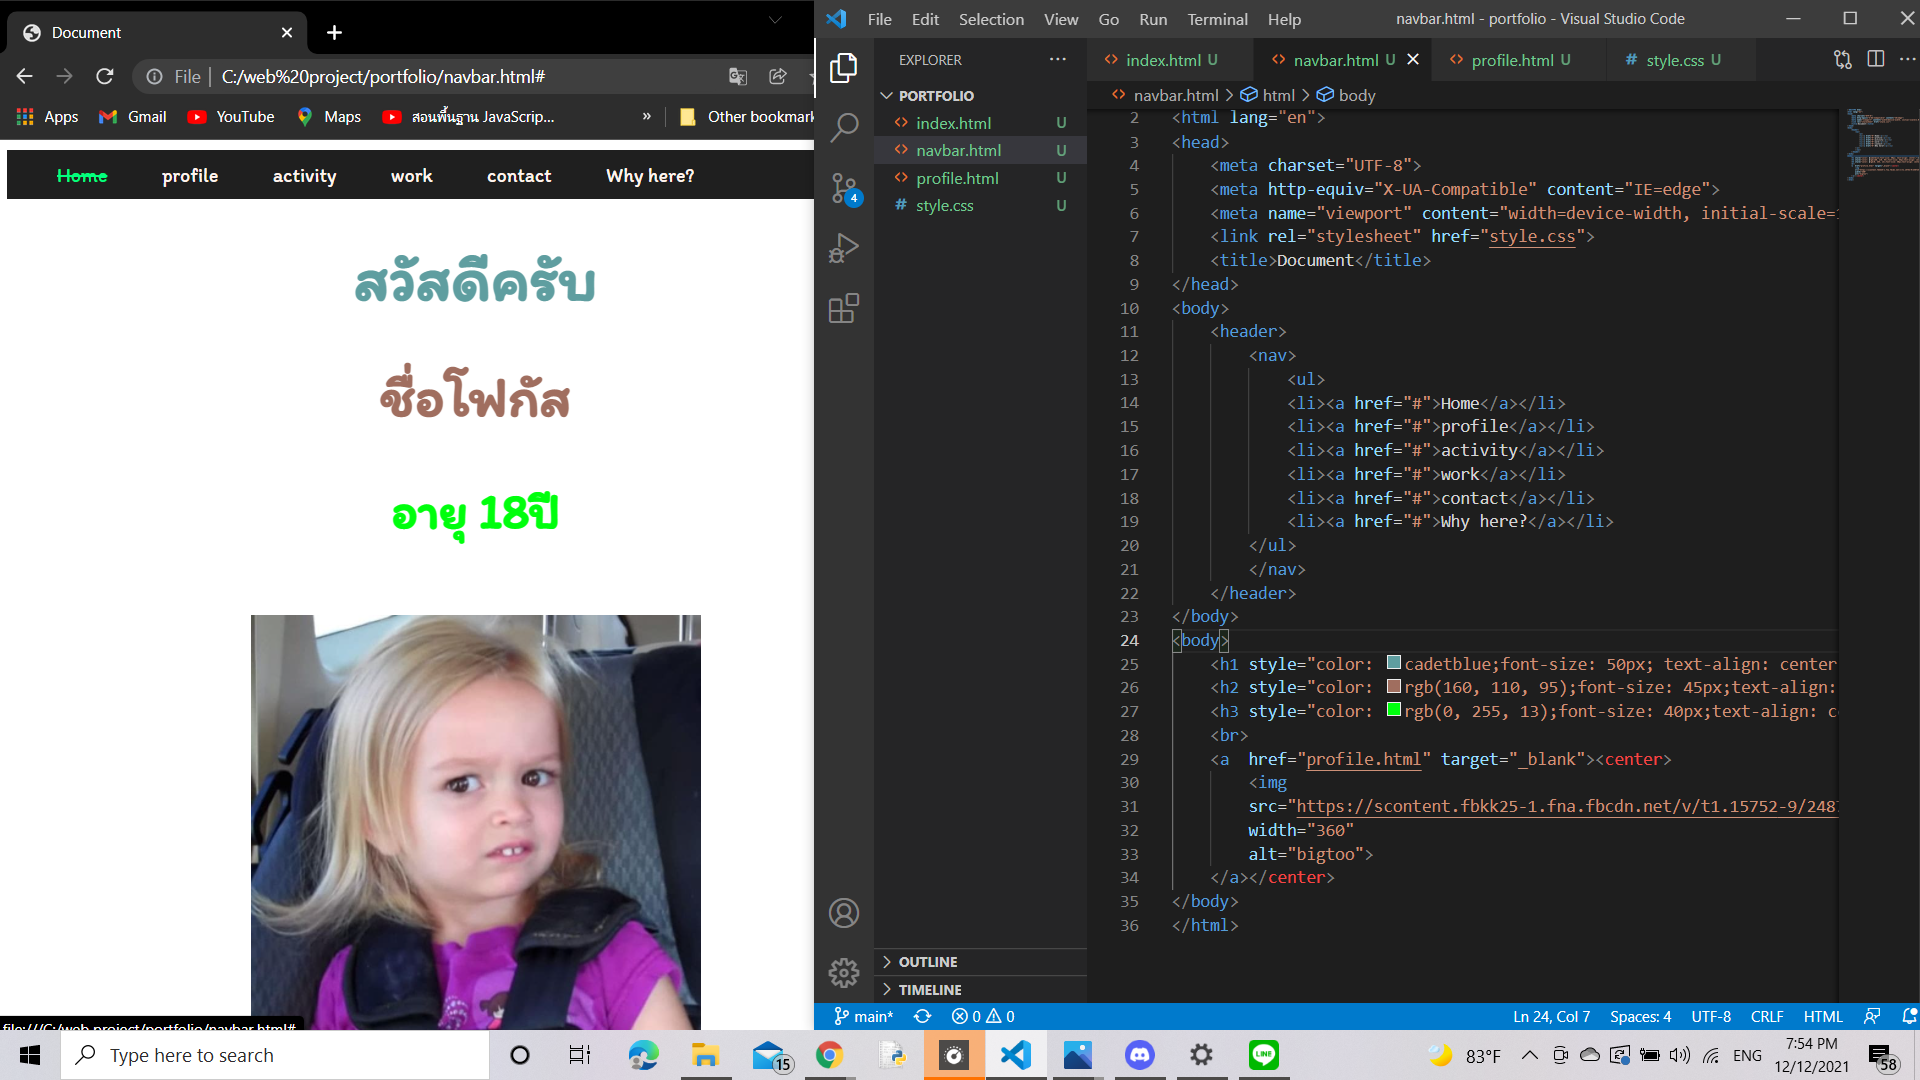 Document
File
C:/web%20project/portfolio/navbar.html#
Apps
Gmail
YouTube
Maps
สอนพื้นฐาน JavaScrip...
»
Other bookmark
Home
profile
activity
work
contact
Why here?
สวัสดีครับ
ชื่อโฟกัส
อายุ 18ปี
file:///C:/web project/portfolio/navbar.html#
File Edit Selection View Go Run Terminal Help
navbar.html - portfolio - Visual Studio Code
EXPLORER
PORTFOLIO
index.html U
navbar.html U
profile.html U
style.css U
4
OUTLINE
TIMELINE
index.html U
navbar.html U
profile.html U
style.css U
navbar.html > html > body
2 <html lang="en">
3 <head>
4 <meta charset="UTF-8">
5 <meta http-equiv="X-UA-Compatible" content="IE=edge">
6 <meta name="viewport" content="width=device-width, initial-scale=1
7 <link rel="stylesheet" href="style.css">
8 <title>Document</title>
9 </head>
10 <body>
11 <header>
12 <nav>
13 <ul>
14 <li><a href="#">Home</a></li>
15 <li><a href="#">profile</a></li>
16 <li><a href="#">activity</a></li>
17 <li><a href="#">work</a></li>
18 <li><a href="#">contact</a></li>
19 <li><a href="#">Why here?</a></li>
20 </ul>
21 </nav>
22 </header>
23 </body>
24 <body>
25 <h1 style="color: cadetblue;font-size: 50px; text-align: center
26 <h2 style="color: rgb(160, 110, 95);font-size: 45px;text-align:
27 <h3 style="color: rgb(0, 255, 13);font-size: 40px;text-align: c
28 <br>
29 <a href="profile.html" target="_blank"><center>
30 <img
31 src="https://scontent.fbkk25-1.fna.fbcdn.net/v/t1.15752-9/2487
32 width="360"
33 alt="bigtoo">
34 </a></center>
35 </body>
36 </html>
main*
0 0
Ln 24, Col 7
Spaces: 4
UTF-8
CRLF
HTML
Type here to search
15
LINE
83°F
ENG
7:54 PM
12/12/2021
58